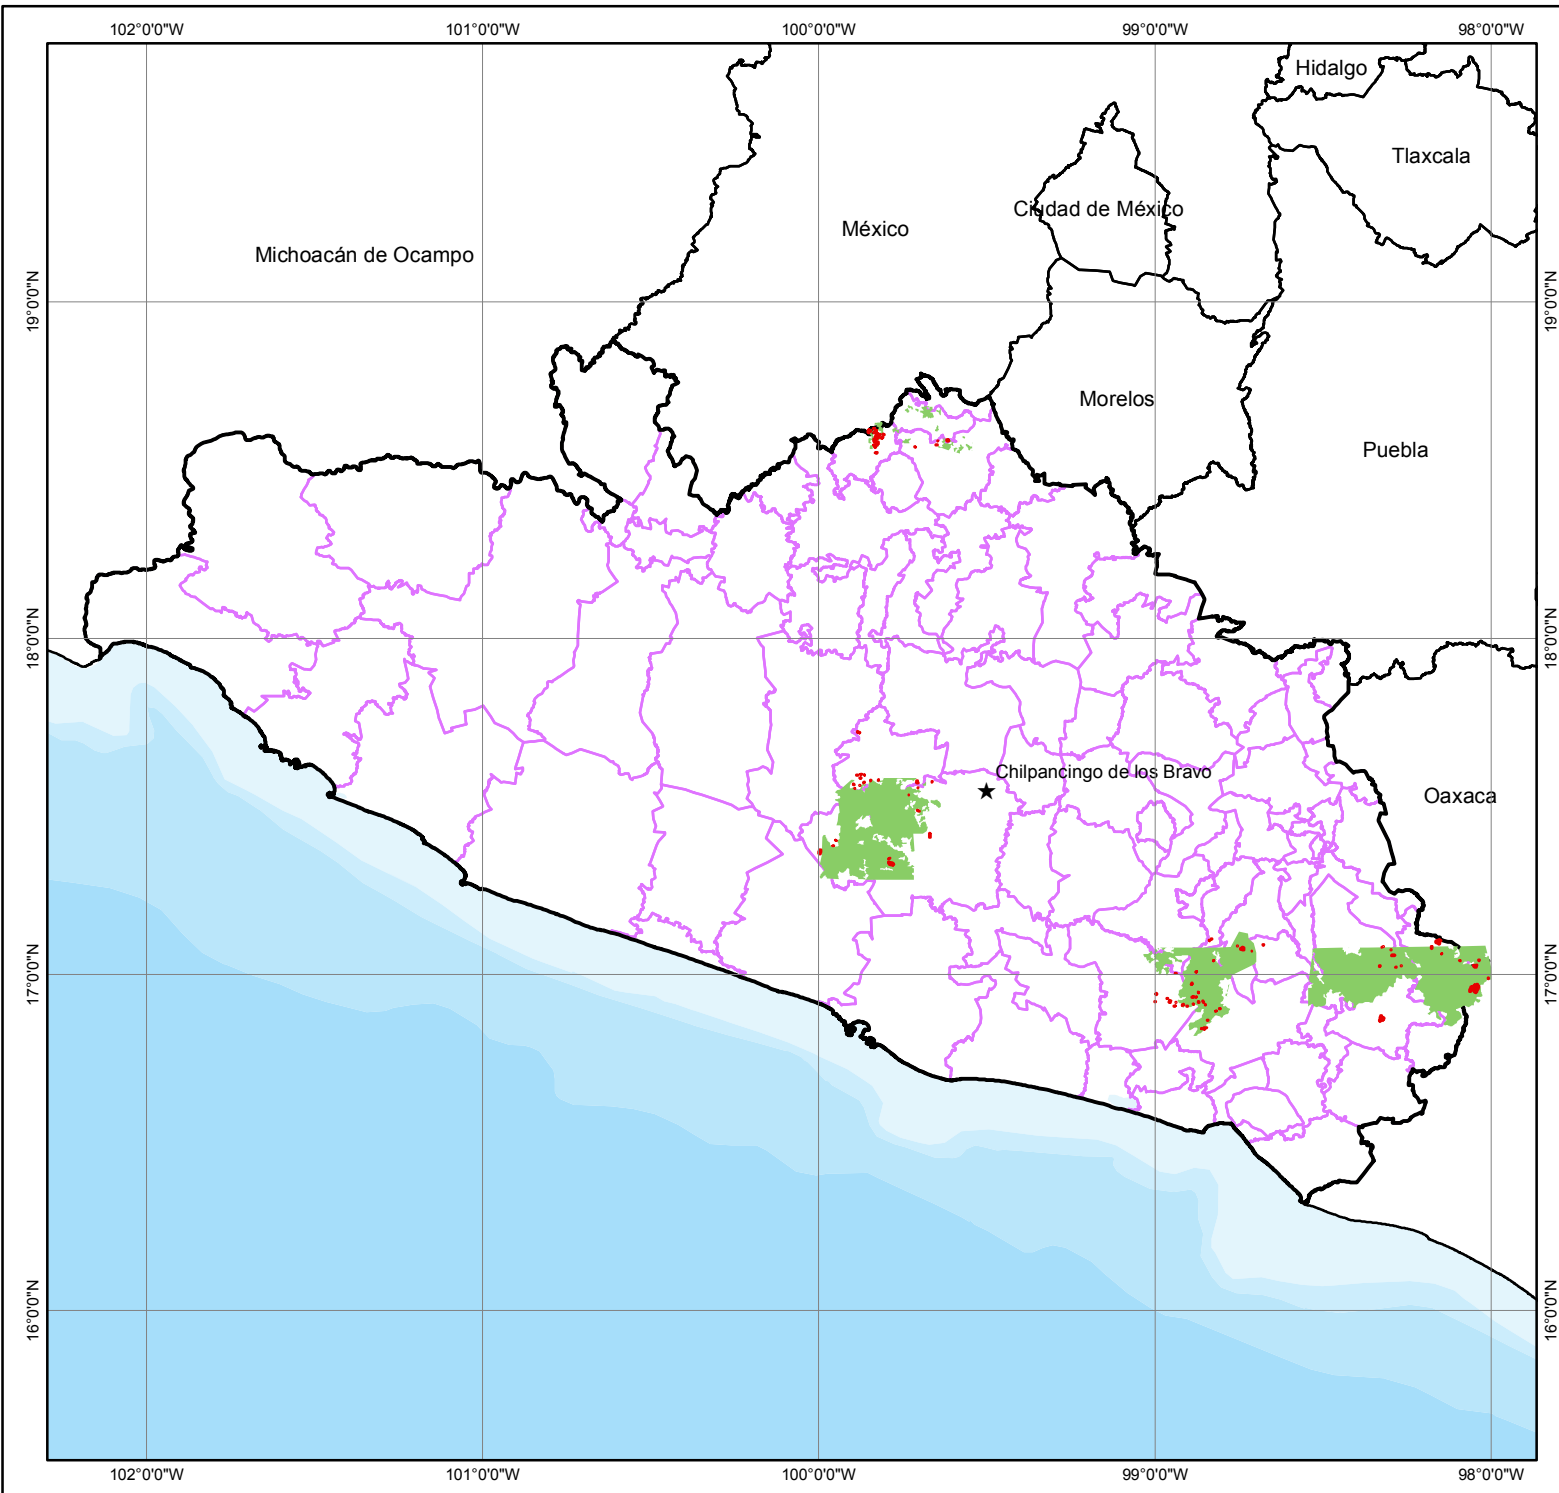 102°0'0"W 101°0'0"W 100°0'0"W 99°0'0"W 98°0'0"W
Hidalgo
Tlaxcala
Ciudad de México
México
Michoacán de Ocampo
19°0'0"N 19°0'0"N
Morelos
Puebla
18°0'0"N 18°0'0"N
Chilpancingo de los Bravo
Oaxaca
17°0'0"N 17°0'0"N
16°0'0"N 16°0'0"N
102°0'0"W 101°0'0"W 100°0'0"W 99°0'0"W 98°0'0"W